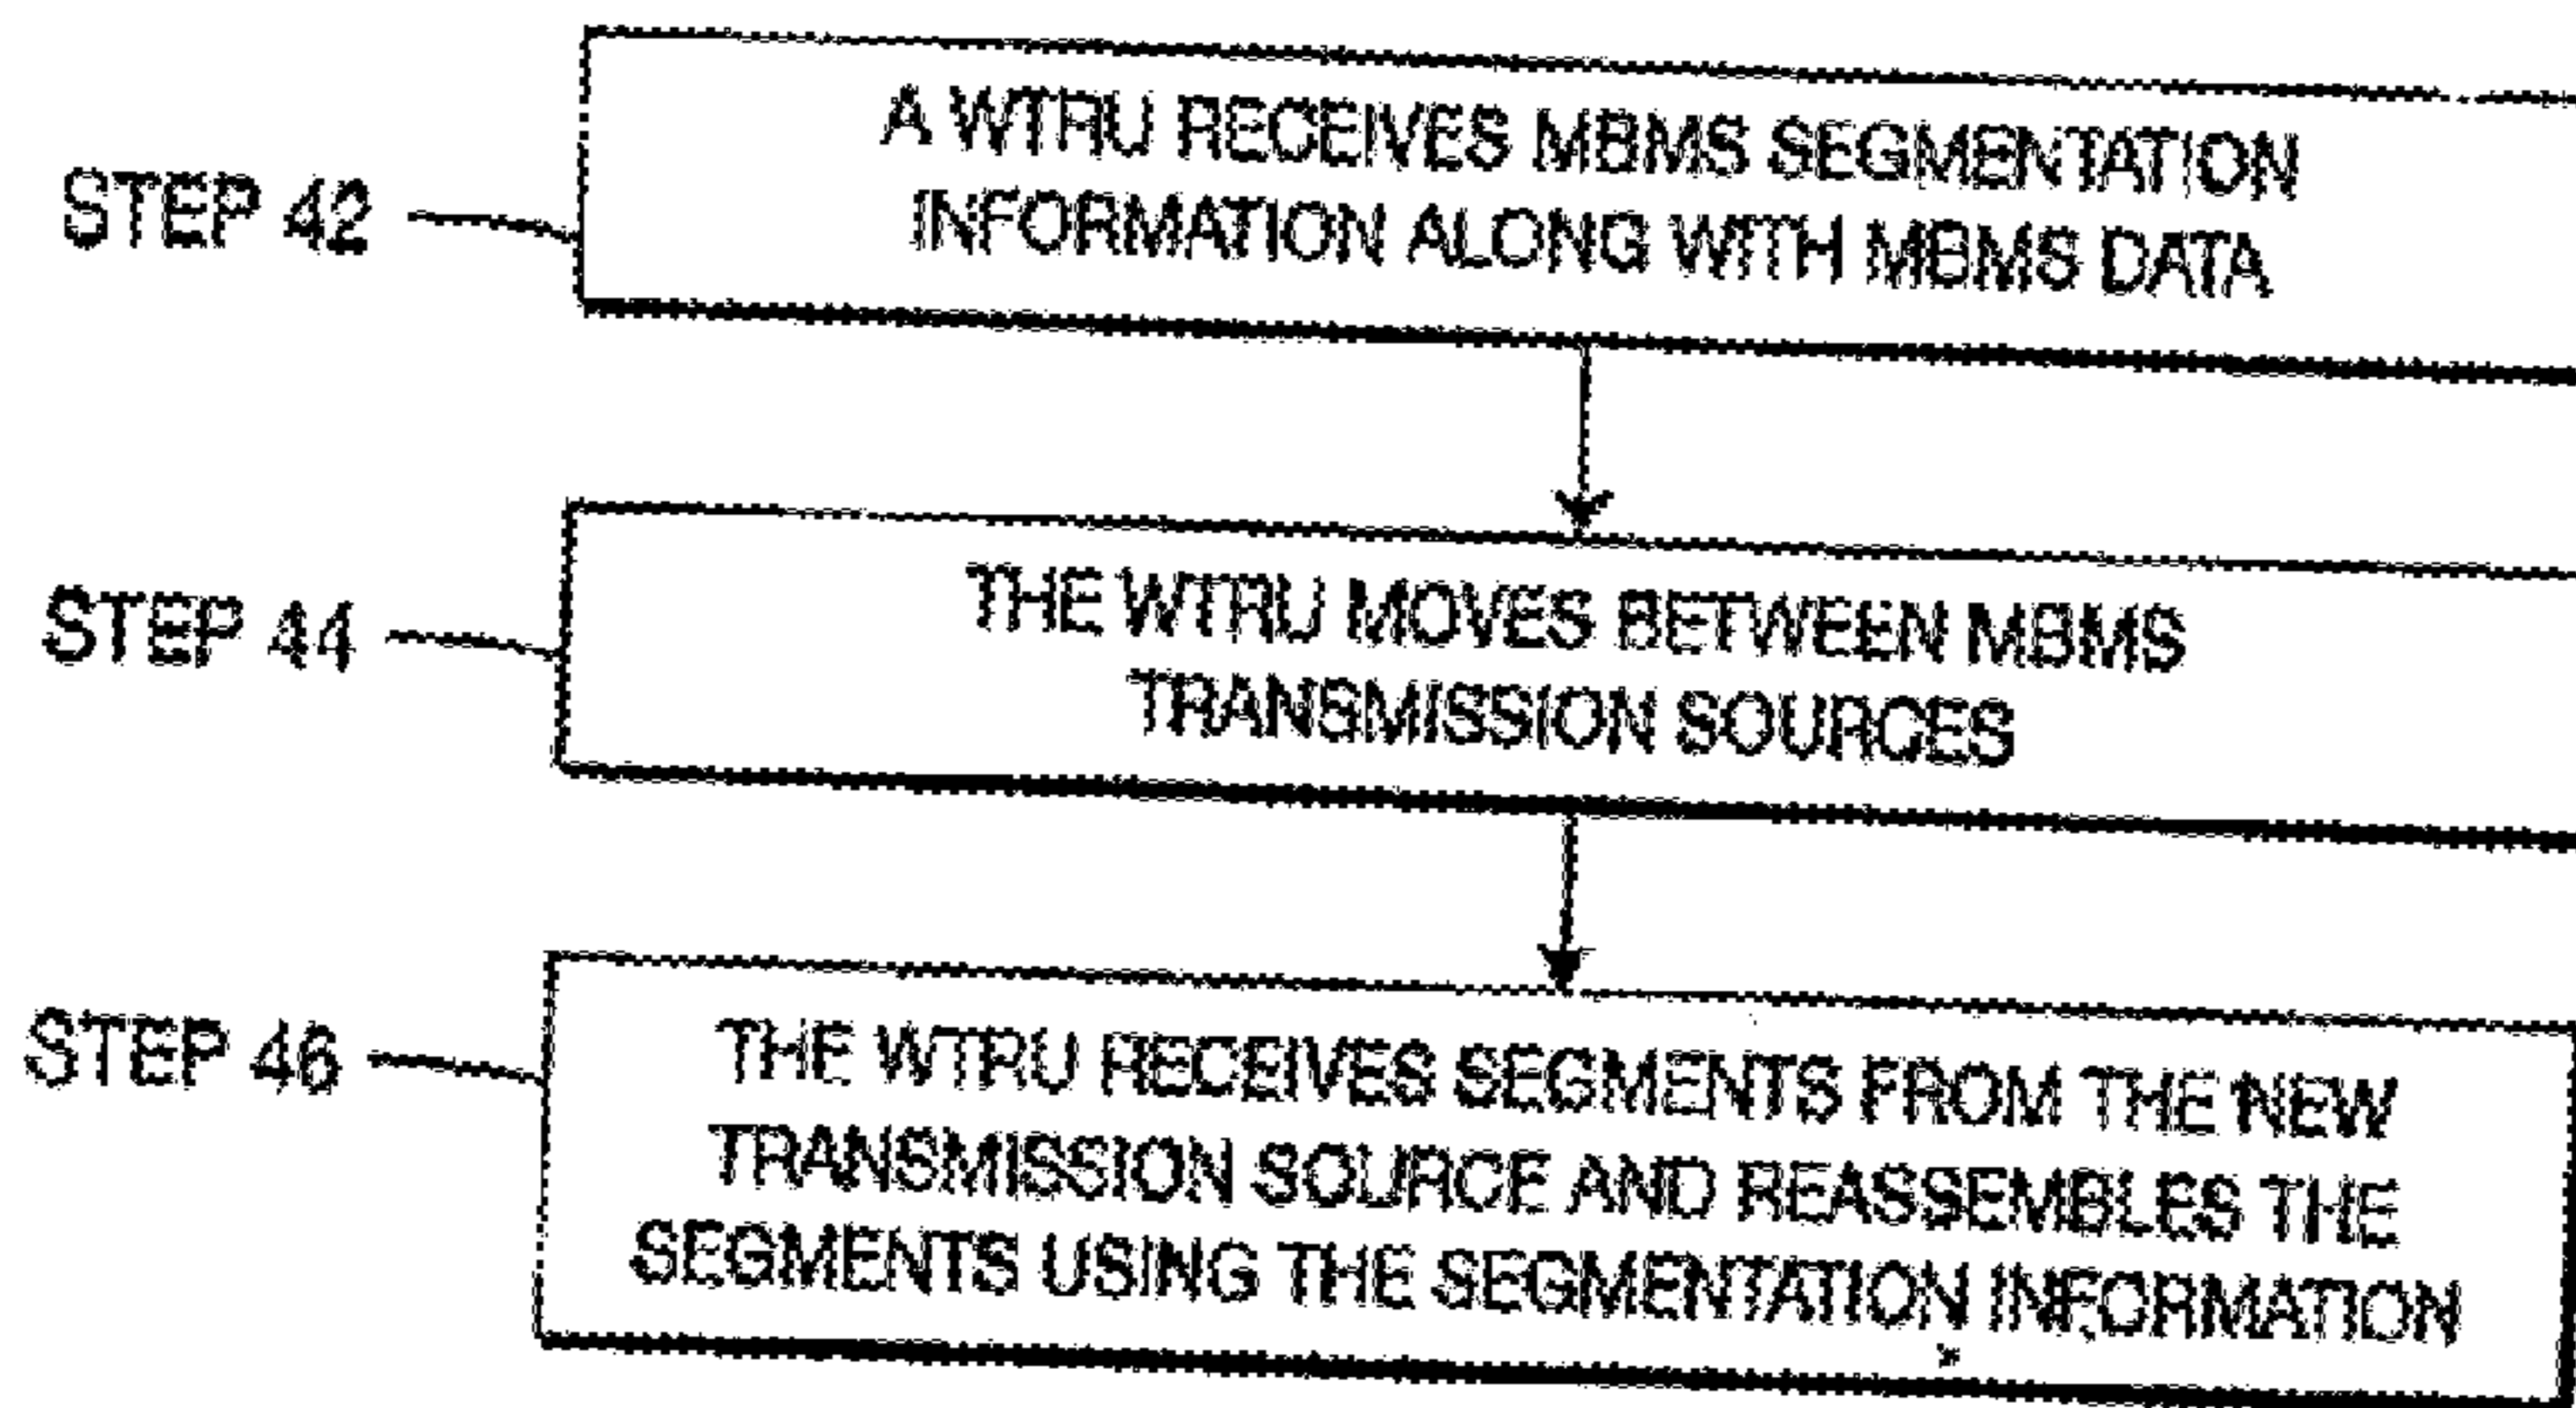 A WTRU RECEIVES MBMS SEGMENTATION
INFORMATION ALONG WITH MBMS DATA
STEP 42
THE WTRU MOVES BETWEEN MBMS
TRANSMISSION SOURCES
STEP 44
THE WTRU RECEIVES SEGMENTS FROM THE NEW
TRANSMISSION SOURCE AND REASSEMBLES THE
SEGMENTS USING THE SEGMENTATION INFORMATION
STEP 46